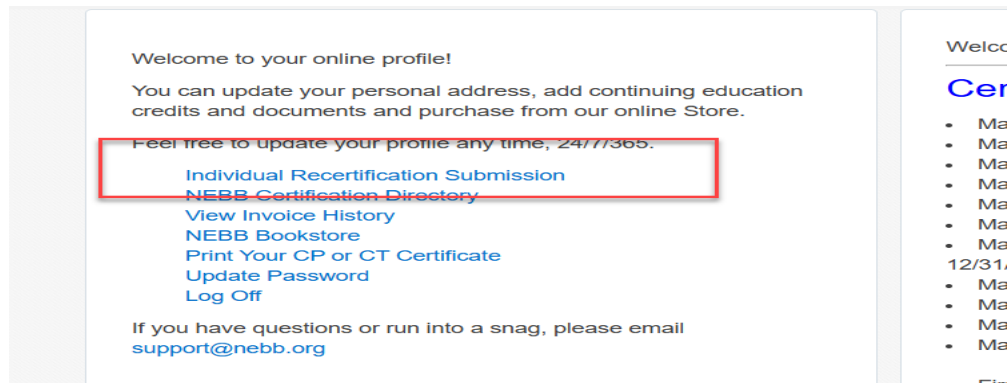 Welcome to your online profile!
You can update your personal address, add continuing education
credits and documents and purchase from our online Store.
Feel free to update your profile any time, 24/7/365.
Individual Recertification Submission
NEBB Certification Directory
View Invoice History
NEBB Bookstore
Print Your CP or CT Certificate
Update Password
Log Off
If you have questions or run into a snag, please email
support@nebb.org
Welco
Cer
• Ma
• Ma
• Ma
• Ma
• Ma
• Ma
• Ma
12/31/
• Ma
• Ma
• Ma
• Ma